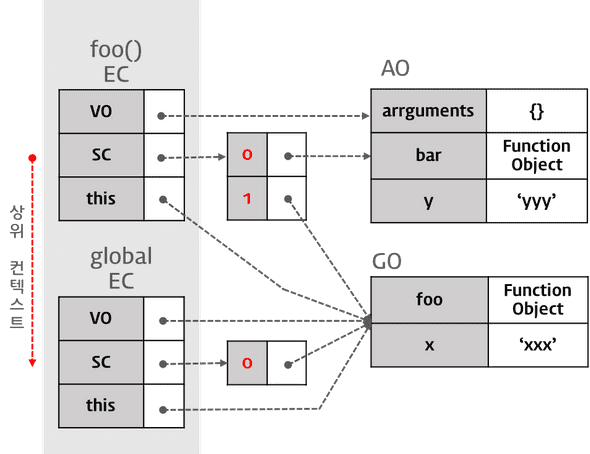 foo()
EC
VO
SC
this
0
1
AO
arrguments
{}
bar
Function
Object
y
‘yyy’
상위 컨텍스트
global
EC
VO
SC
this
0
GO
foo
Function
Object
x
‘xxx’